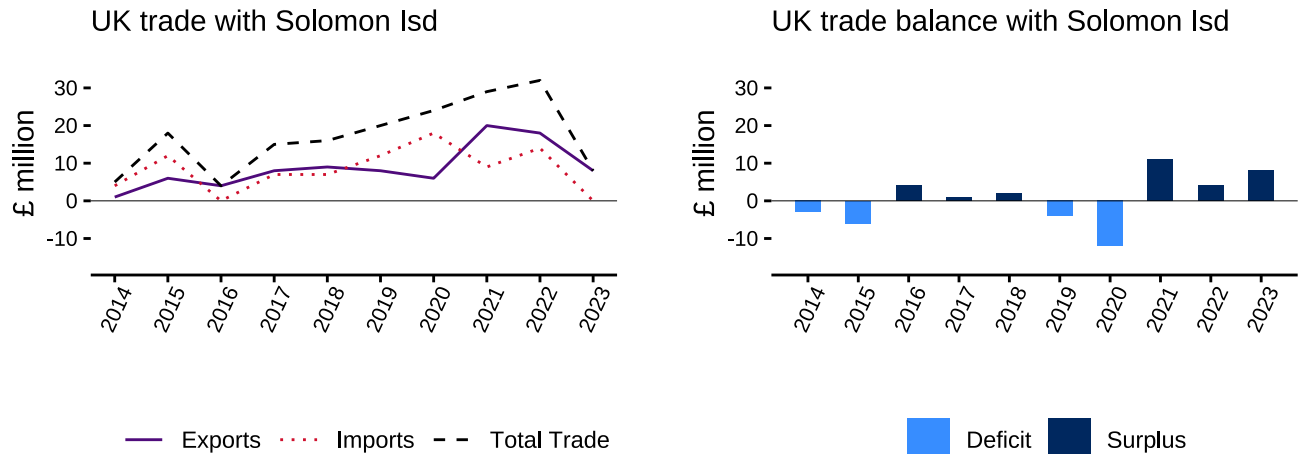 UK trade with Solomon Isd
£ million
30
20
10
0
-10
2014 2015 2016 2017 2018 2019 2020 2021 2022 2023
Exports Imports Total Trade
UK trade balance with Solomon Isd
£ million
30
20
10
0
-10
2014 2015 2016 2017 2018 2019 2020 2021 2022 2023
Deficit Surplus